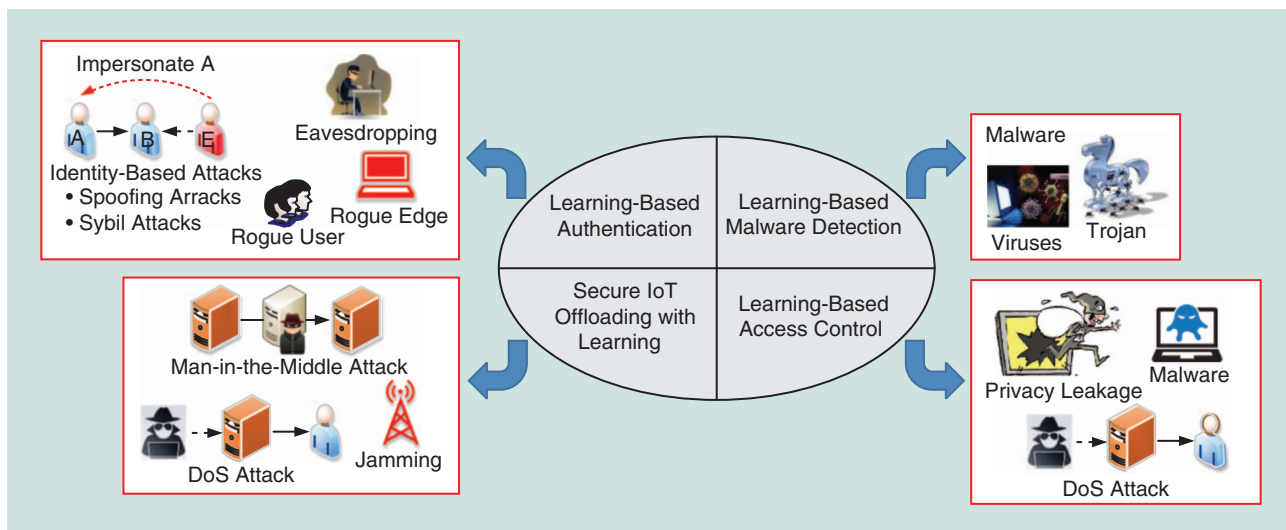 Impersonate A
A
B
E
Identity-Based Attacks
• Spoofing Arracks
• Sybil Attacks
Eavesdropping
Rogue Edge
Rogue User
Man-in-the-Middle Attack
DoS Attack
Jamming
Learning-Based
Authentication
Learning-Based
Malware Detection
Secure IoT
Offloading with
Learning
Learning-Based
Access Control
Malware
Viruses
Trojan
Privacy Leakage
Malware
DoS Attack